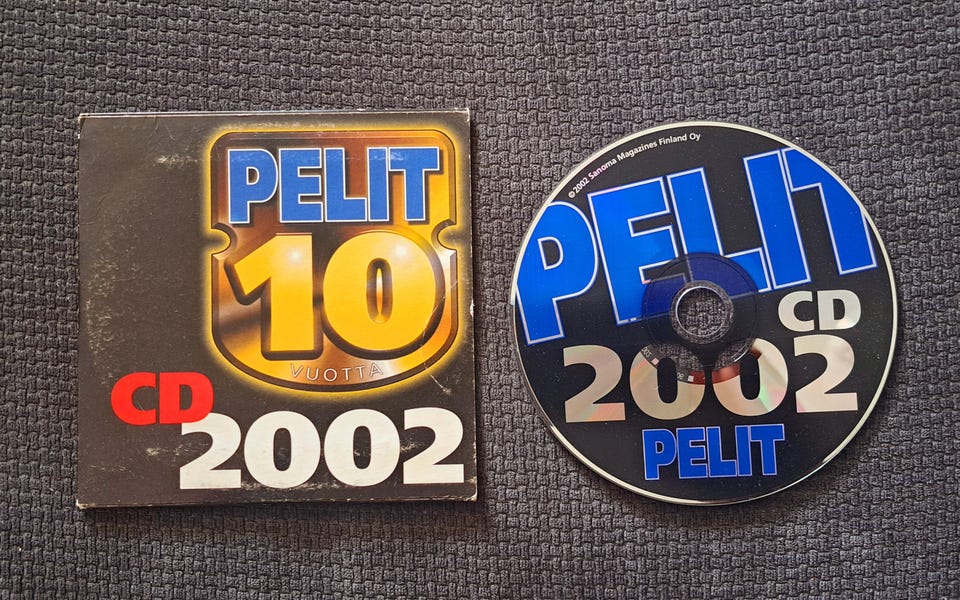 PELIT
10
VUOTTA
CD
2002
©2002 Sanoma Magazines Finland Oy
PELIT
CD
2002
PELIT